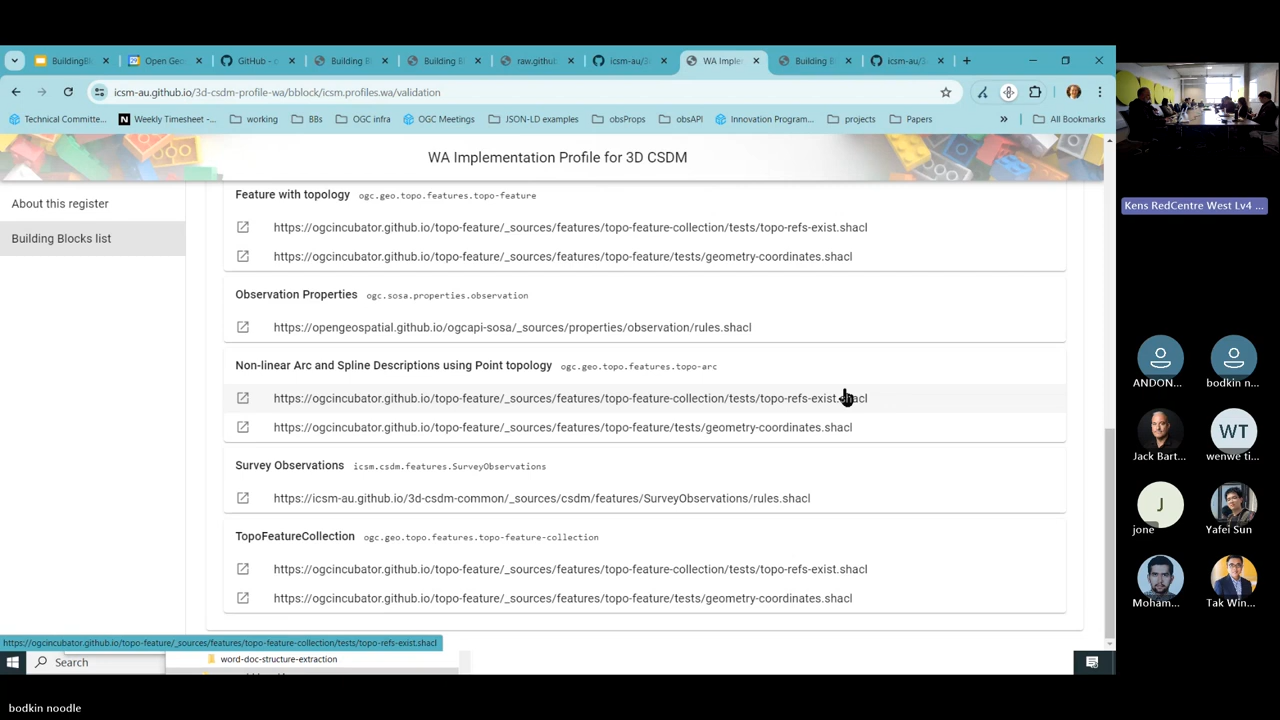 BuildingBl
Open Geo
GitHub - c
Building B
Building B
raw.github
icsm-au/3
WA Imple
Building B
icsm-au/3
icsm-au.github.io/3d-csdm-profile-wa/bblock/icsm.profiles.wa/validation
Technical Committe...
Weekly Timesheet -...
working
BBs
OGC infra
OGC Meetings
JSON-LD examples
obsProps
obsAPI
Innovation Program...
projects
Papers
»
All Bookmarks
WA Implementation Profile for 3D CSDM
About this register
Building Blocks list
Feature with topology ogc.geo.topo.features.topo-feature
https://ogcincubator.github.io/topo-feature/_sources/features/topo-feature-collection/tests/topo-refs-exist.shacl
https://ogcincubator.github.io/topo-feature/_sources/features/topo-feature/tests/geometry-coordinates.shacl
Observation Properties ogc.sosa.properties.observation
https://opengeospatial.github.io/ogcapi-sosa/_sources/properties/observation/rules.shacl
Non-linear Arc and Spline Descriptions using Point topology ogc.geo.topo.features.topo-arc
https://ogcincubator.github.io/topo-feature/_sources/features/topo-feature-collection/tests/topo-refs-exist.shacl
https://ogcincubator.github.io/topo-feature/_sources/features/topo-feature/tests/geometry-coordinates.shacl
Survey Observations icsm.csdm.features.SurveyObservations
https://icsm-au.github.io/3d-csdm-common/_sources/csdm/features/SurveyObservations/rules.shacl
TopoFeatureCollection ogc.geo.topo.features.topo-feature-collection
https://ogcincubator.github.io/topo-feature/_sources/features/topo-feature-collection/tests/topo-refs-exist.shacl
https://ogcincubator.github.io/topo-feature/_sources/features/topo-feature/tests/geometry-coordinates.shacl
https://ogcincubator.github.io/topo-feature/_sources/features/topo-feature-collection/tests/topo-refs-exist.shacl
Search
word-doc-structure-extraction
Kens RedCentre West Lv4 ...
ANDON...
bodkin n...
Jack Bart...
WT
wenwe ti...
J
jone
Yafei Sun
Moham...
Tak Win...
bodkin noodle